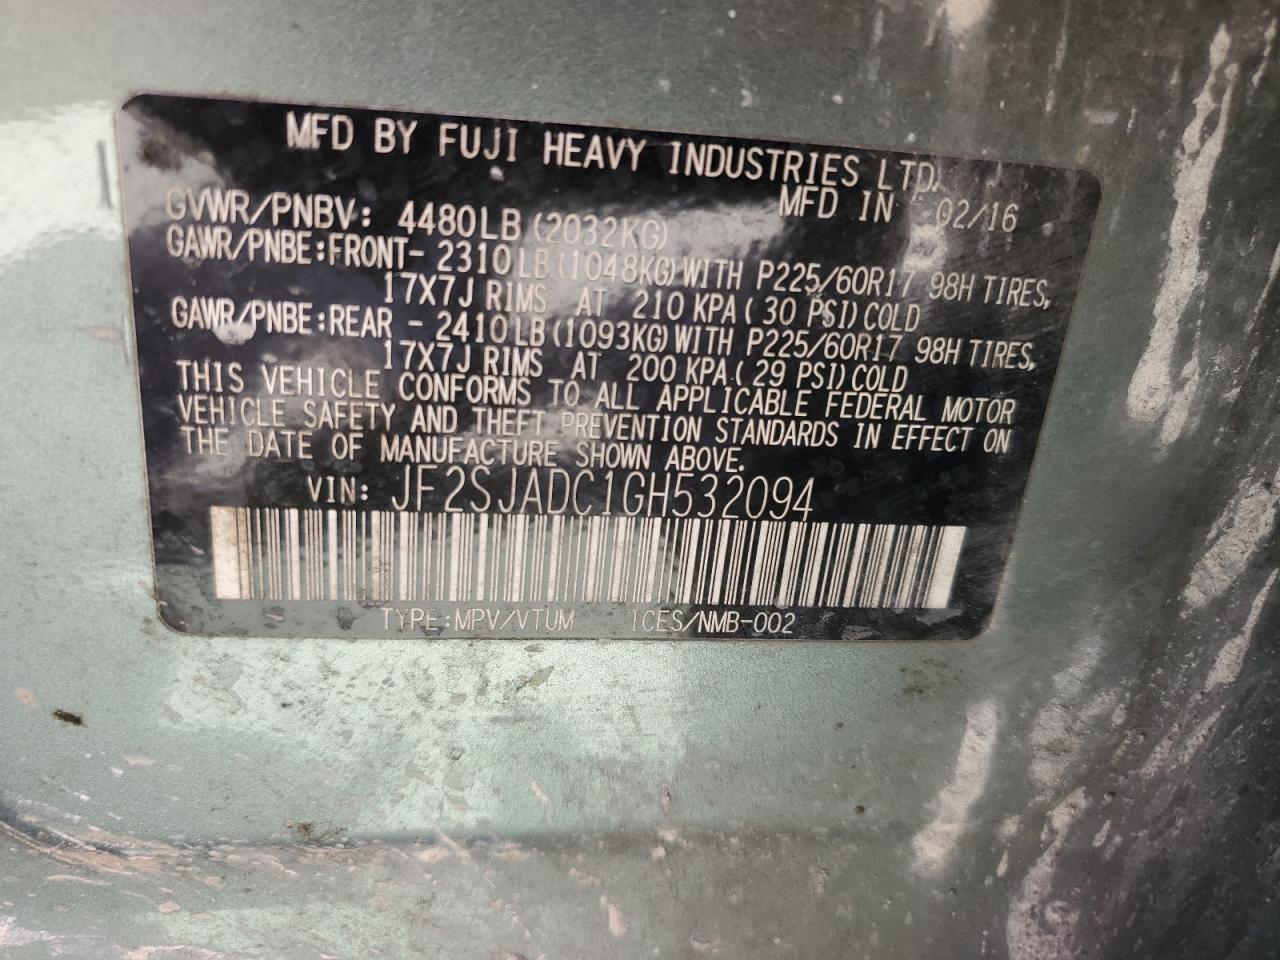 MFD BY FUJI HEAVY INDUSTRIES LTD.
MFD IN 02/16
GVWR/PNBV: 4480LB (2032KG)
GAWR/PNBE:FRONT- 2310LB(1048KG)WITH P225/60R17 98H TIRES,
17X7J RIMS AT 210 KPA(30 PSI)COLD
GAWR/PNBE:REAR - 2410LB(1093KG)WITH P225/60R17 98H TIRES,
17X7J RIMS AT 200 KPA.(29 PSI)COLD
THIS VEHICLE CONFORMS TO ALL APPLICABLE FEDERAL MOTOR
VEHICLE SAFETY AND THEFT PREVENTION STANDARDS IN EFFECT ON
THE DATE OF MANUFACTURE SHOWN ABOVE.
VIN: JF2SJADC1GH532094
TYPE:MPV/VTUM ICES/NMB-002